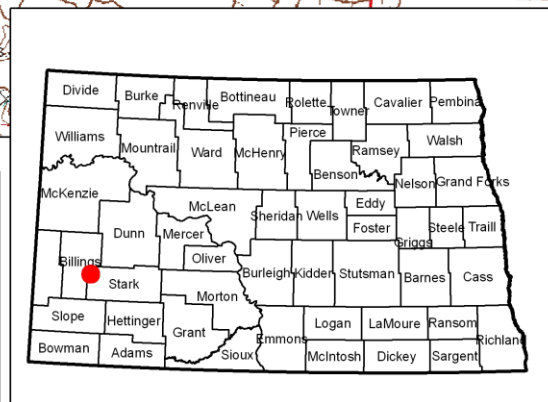 Divide
Burke
Renville
Bottineau
Rolette
Towner
Cavalier
Pembina
Williams
Mountrail
Ward
McHenry
Pierce
Benson
Ramsey
Walsh
McKenzie
McLean
Sheridan
Wells
Eddy
Foster
Nelson
Grand Forks
Griggs
Steele
Traill
Dunn
Mercer
Oliver
Billings
Stark
Morton
Burleigh
Kidder
Stutsman
Barnes
Cass
Slope
Hettinger
Grant
Sioux
Emmons
Logan
LaMoure
Ransom
Richland
Bowman
Adams
McIntosh
Dickey
Sargent